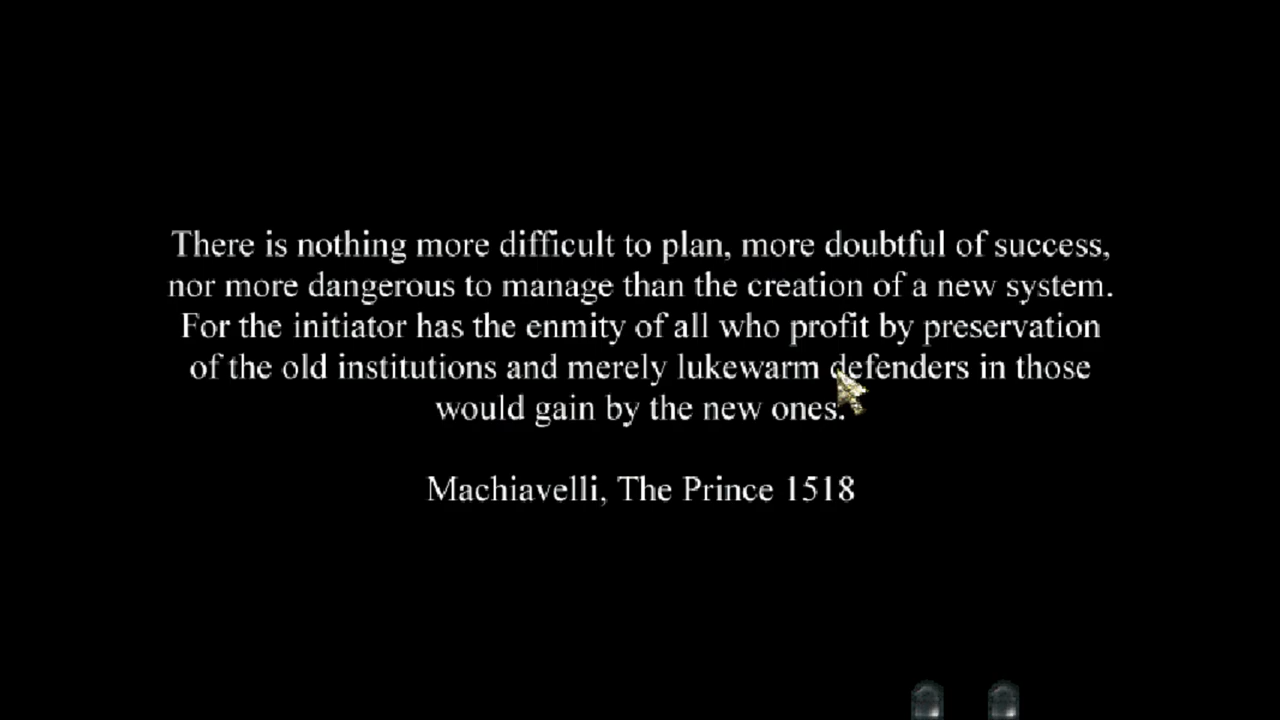 There is nothing more difficult to plan, more doubtful of success,
nor more dangerous to manage than the creation of a new system.
For the initiator has the enmity of all who profit by preservation
of the old institutions and merely lukewarm defenders in those
would gain by the new ones.
Machiavelli, The Prince 1518